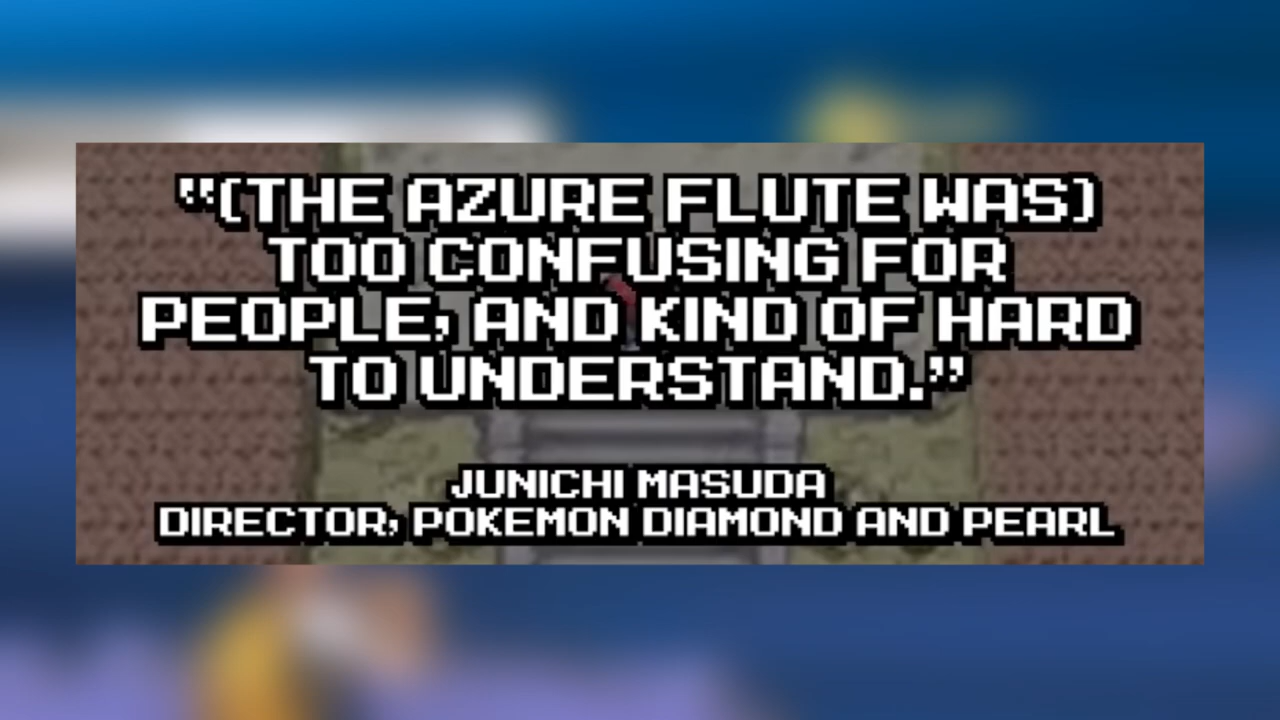 "(THE AZURE FLUTE WAS)
TOO CONFUSING FOR
PEOPLE, AND KIND OF HARD
TO UNDERSTAND."
JUNICHI MASUDA
DIRECTOR, POKEMON DIAMOND AND PEARL